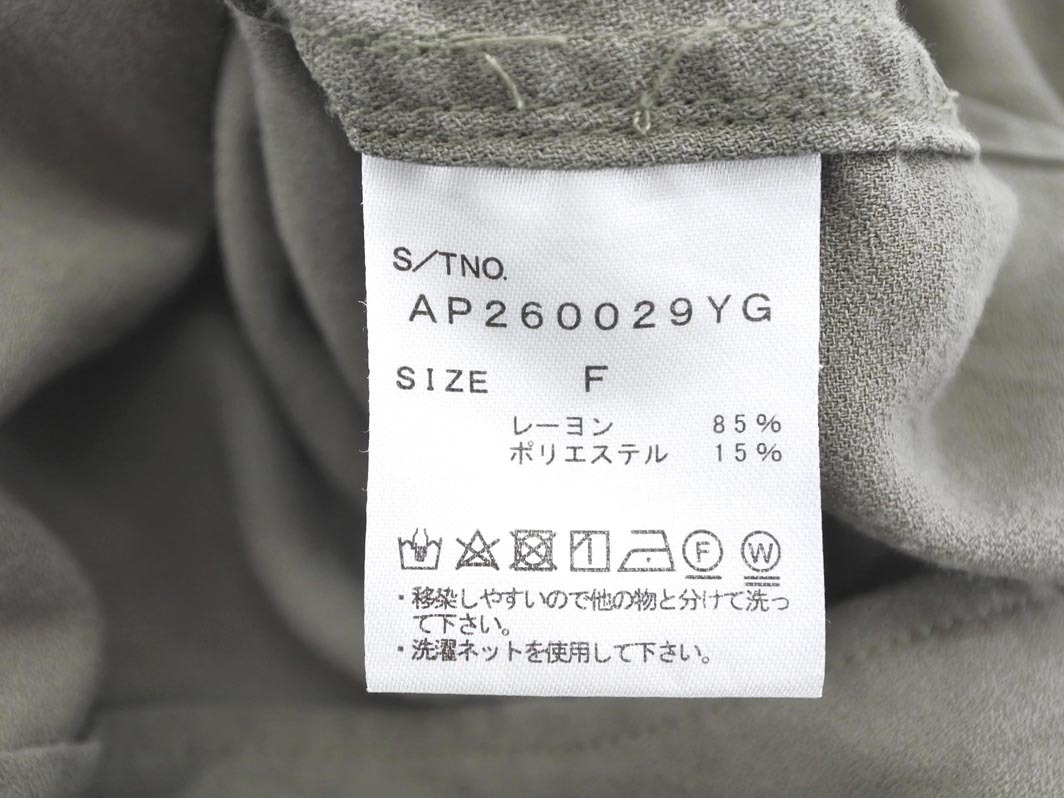 S/TNO.
AP260029YG
SIZE F
レーヨン 85%
ポリエステル 15%
F W
・移染しやすいので他の物と分けて洗っ
て下さい。
・洗濯ネットを使用して下さい。